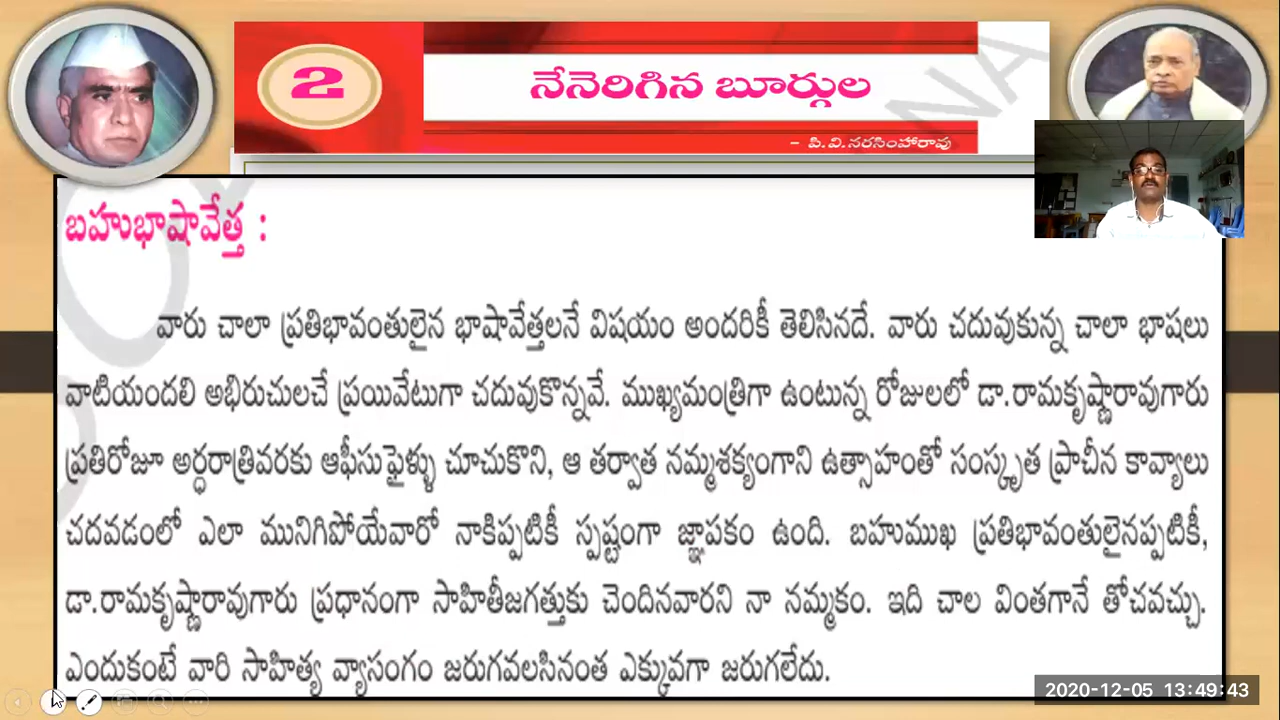 2
నేనెరిగిన బూర్గుల
– పి.వి.నరసింహారావు
బహుభాషావేత్త :
వారు చాలా ప్రతిభావంతులైన భాషావేత్తలనే విషయం అందరికీ తెలిసినదే. వారు చదువుకున్న చాలా భాషలు
వాటియందలి అభిరుచులచే ప్రయివేటుగా చదువుకొన్నవే. ముఖ్యమంత్రిగా ఉంటున్న రోజులలో డా.రామకృష్ణారావుగారు
ప్రతిరోజూ అర్ధరాత్రివరకు ఆఫీసుఫైళ్ళు చూచుకొని, ఆ తర్వాత నమ్మశక్యంగాని ఉత్సాహంతో సంస్కృత ప్రాచీన కావ్యాలు
చదవడంలో ఎలా మునిగిపోయేవారో నాకిప్పటికీ స్పష్టంగా జ్ఞాపకం ఉంది. బహుముఖ ప్రతిభావంతులైనప్పటికీ,
డా.రామకృష్ణారావుగారు ప్రధానంగా సాహితీజగత్తుకు చెందినవారని నా నమ్మకం. ఇది చాల వింతగానే తోచవచ్చు.
ఎందుకంటే వారి సాహిత్య వ్యాసంగం జరుగవలసినంత ఎక్కువగా జరుగలేదు.
2020-12-05 13:49:43